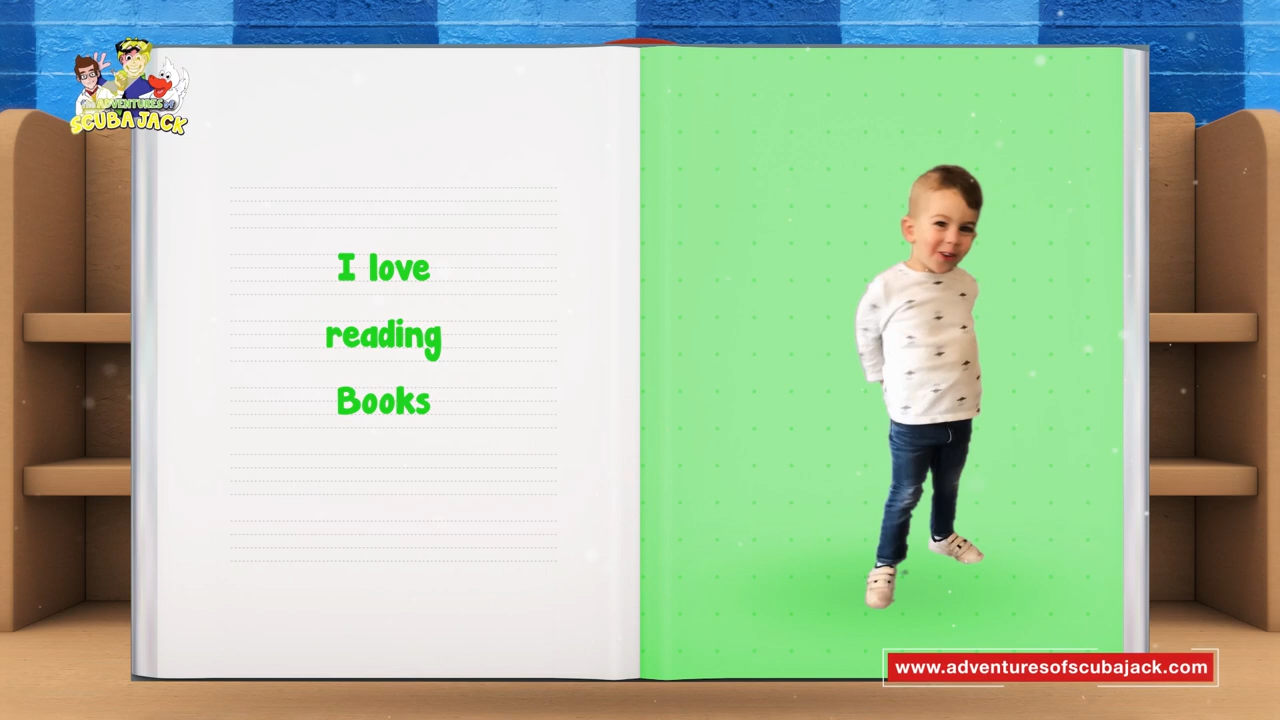 THE ADVENTURES OF
SCUBA JACK
I love
reading
Books
www.adventuresofscubajack.com